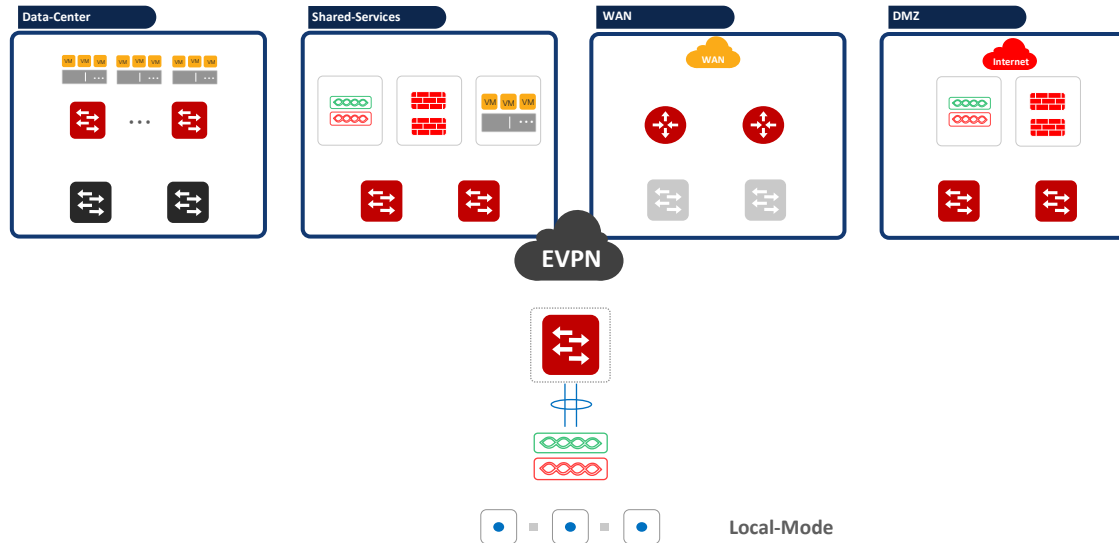 Data-Center
Shared-Services
WAN
DMZ
VM VM VM VM VM VM VM VM VM
...
WAN
Internet
VM VM VM
EVPN
Local-Mode